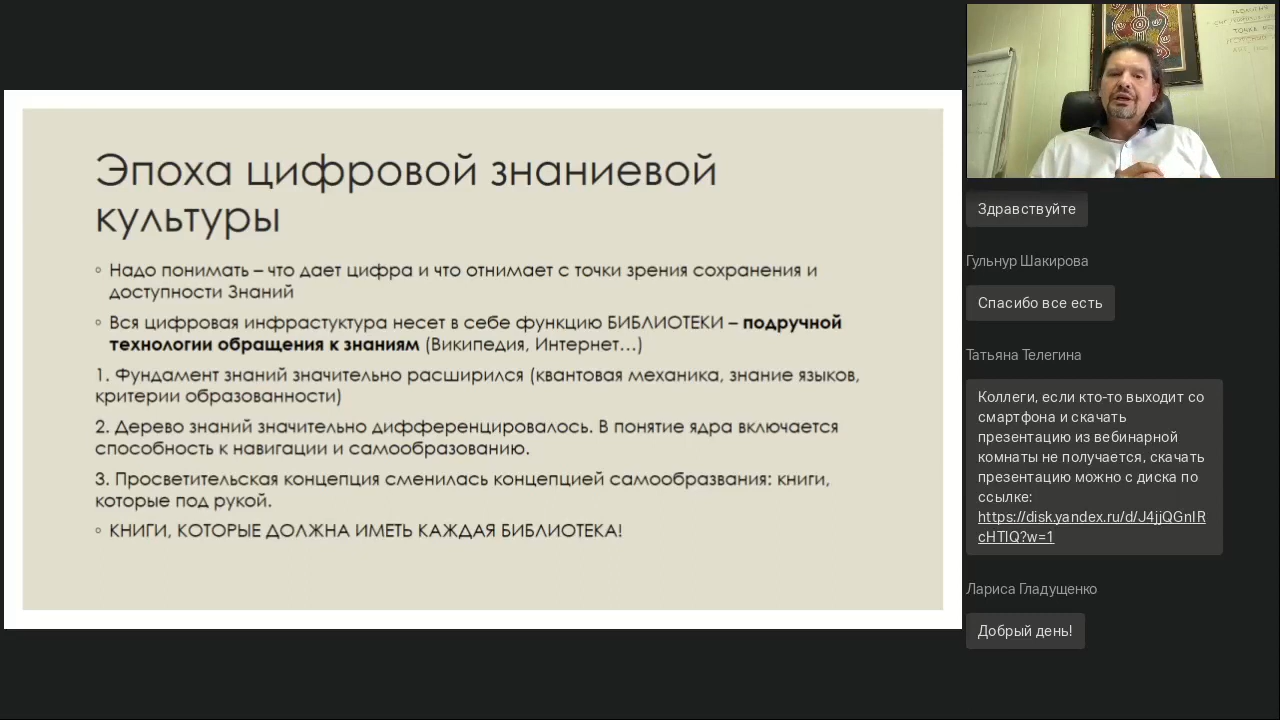 Эпоха цифровой знаниевой
культуры
◦ Надо понимать – что дает цифра и что отнимает с точки зрения сохранения и
доступности Знаний
◦ Вся цифровая инфрастуктура несет в себе функцию БИБЛИОТЕКИ – подручной
технологии обращения к знаниям (Википедия, Интернет…)
1. Фундамент знаний значительно расширился (квантовая механика, знание языков,
критерии образованности)
2. Дерево знаний значительно дифференцировалось. В понятие ядра включается
способность к навигации и самообразованию.
3. Просветительская концепция сменилась концепцией самообразвания: книги,
которые под рукой.
◦ КНИГИ, КОТОРЫЕ ДОЛЖНА ИМЕТЬ КАЖДАЯ БИБЛИОТЕКА!
Здравствуйте
Гульнур Шакирова
Спасибо все есть
Татьяна Телегина
Коллеги, если кто-то выходит со
смартфона и скачать
презентацию из вебинарной
комнаты не получается, скачать
презентацию можно с диска по
ссылке:
https://disk.yandex.ru/d/J4jjQGnIR
cHTIQ?w=1
Лариса Гладущенко
Добрый день!